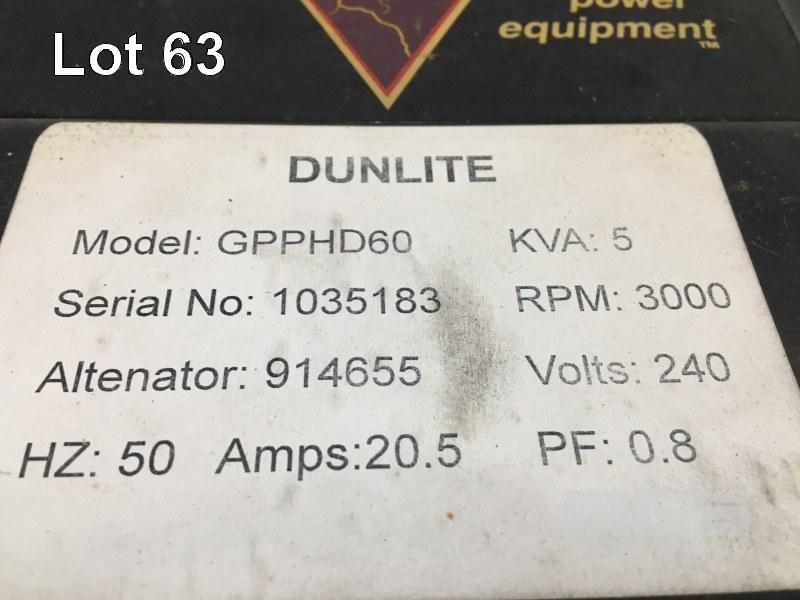 power
equipment™
Lot 63
DUNLITE
Model: GPPHD60 KVA: 5
Serial No: 1035183 RPM: 3000
Altenator: 914655 Volts: 240
HZ: 50 Amps:20.5 PF: 0.8